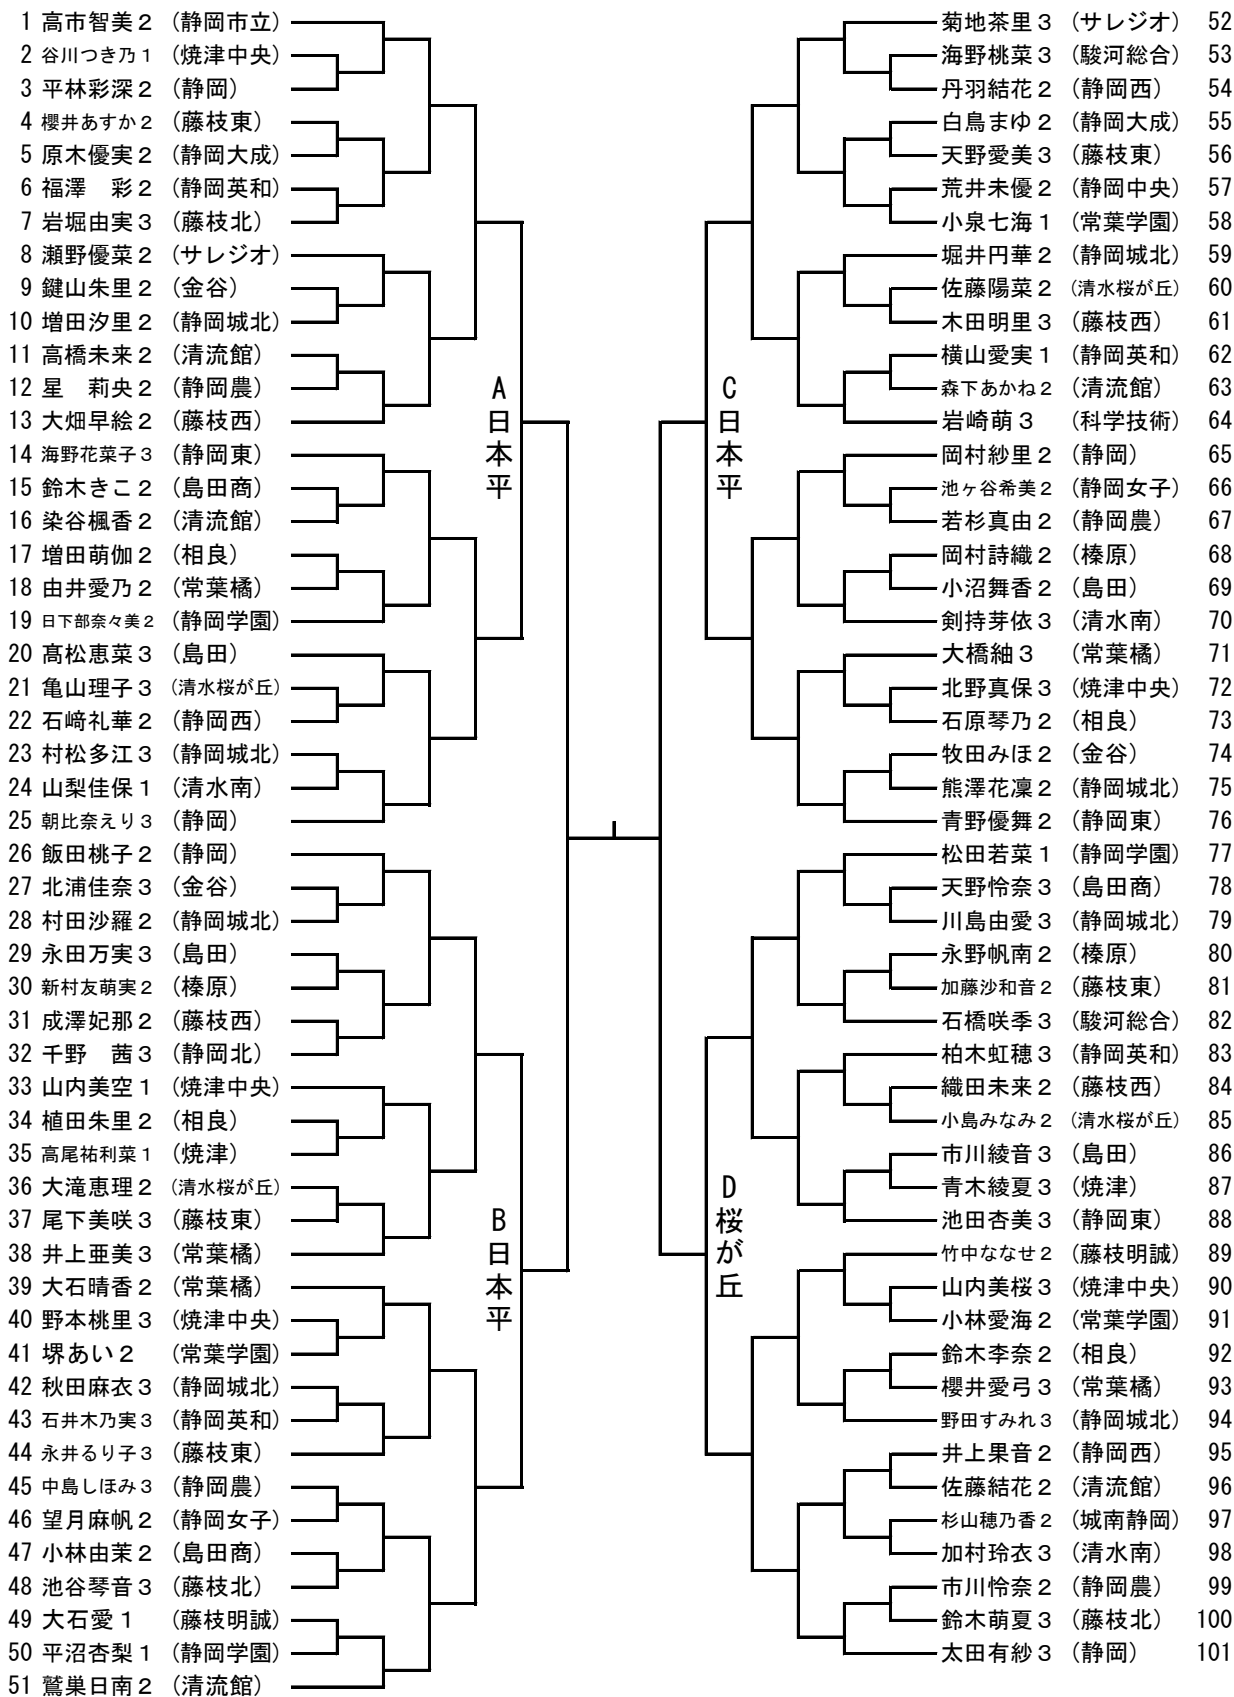 1 高市智美２ （静岡市立）
2 谷川つき乃１ （焼津中央）
3 平林彩深２ （静岡）
4 櫻井あすか２ （藤枝東）
5 原木優実２ （静岡大成）
6 福澤　彩２ （静岡英和）
7 岩堀由実３ （藤枝北）
8 瀬野優菜２ （サレジオ）
9 鍵山朱里２ （金谷）
10 増田汐里２ （静岡城北）
11 高橋未来２ （清流館）
12 星　莉央２ （静岡農）
13 大畑早絵２ （藤枝西）
14 海野花菜子３ （静岡東）
15 鈴木きこ２ （島田商）
16 染谷楓香２ （清流館）
17 増田萌伽２ （相良）
18 由井愛乃２ （常葉橘）
19 日下部奈々美２ （静岡学園）
20 髙松恵菜３ （島田）
21 亀山理子３ （清水桜が丘）
22 石﨑礼華２ （静岡西）
23 村松多江３ （静岡城北）
24 山梨佳保１ （清水南）
25 朝比奈えり３ （静岡）
26 飯田桃子２ （静岡）
27 北浦佳奈３ （金谷）
28 村田沙羅２ （静岡城北）
29 永田万実３ （島田）
30 新村友萌実２ （榛原）
31 成澤妃那２ （藤枝西）
32 千野　茜３ （静岡北）
33 山内美空１ （焼津中央）
34 植田朱里２ （相良）
35 高尾祐利菜１ （焼津）
36 大滝恵理２ （清水桜が丘）
37 尾下美咲３ （藤枝東）
38 井上亜美３ （常葉橘）
39 大石晴香２ （常葉橘）
40 野本桃里３ （焼津中央）
41 堺あい２ （常葉学園）
42 秋田麻衣３ （静岡城北）
43 石井木乃実３ （静岡英和）
44 永井るり子３ （藤枝東）
45 中島しほみ３ （静岡農）
46 望月麻帆２ （静岡女子）
47 小林由茉２ （島田商）
48 池谷琴音３ （藤枝北）
49 大石愛１ （藤枝明誠）
50 平沼杏梨１ （静岡学園）
51 鷲巣日南２ （清流館）
A日本平
B日本平
C日本平
D桜が丘
菊地茶里３ （サレジオ） 52
海野桃菜３ （駿河総合） 53
丹羽結花２ （静岡西） 54
白鳥まゆ２ （静岡大成） 55
天野愛美３ （藤枝東） 56
荒井未優２ （静岡中央） 57
小泉七海１ （常葉学園） 58
堀井円華２ （静岡城北） 59
佐藤陽菜２ （清水桜が丘） 60
木田明里３ （藤枝西） 61
横山愛実１ （静岡英和） 62
森下あかね２ （清流館） 63
岩崎萌３ （科学技術） 64
岡村紗里２ （静岡） 65
池ヶ谷希美２ （静岡女子） 66
若杉真由２ （静岡農） 67
岡村詩織２ （榛原） 68
小沼舞香２ （島田） 69
剣持芽依３ （清水南） 70
大橋紬３ （常葉橘） 71
北野真保３ （焼津中央） 72
石原琴乃２ （相良） 73
牧田みほ２ （金谷） 74
熊澤花凜２ （静岡城北） 75
青野優舞２ （静岡東） 76
松田若菜１ （静岡学園） 77
天野怜奈３ （島田商） 78
川島由愛３ （静岡城北） 79
永野帆南２ （榛原） 80
加藤沙和音２ （藤枝東） 81
石橋咲季３ （駿河総合） 82
柏木虹穂３ （静岡英和） 83
織田未来２ （藤枝西） 84
小島みなみ２ （清水桜が丘） 85
市川綾音３ （島田） 86
青木綾夏３ （焼津） 87
池田杏美３ （静岡東） 88
竹中ななせ２ （藤枝明誠） 89
山内美桜３ （焼津中央） 90
小林愛海２ （常葉学園） 91
鈴木李奈２ （相良） 92
櫻井愛弓３ （常葉橘） 93
野田すみれ３ （静岡城北） 94
井上果音２ （静岡西） 95
佐藤結花２ （清流館） 96
杉山穂乃香２ （城南静岡） 97
加村玲衣３ （清水南） 98
市川怜奈２ （静岡農） 99
鈴木萌夏３ （藤枝北） 100
太田有紗３ （静岡） 101